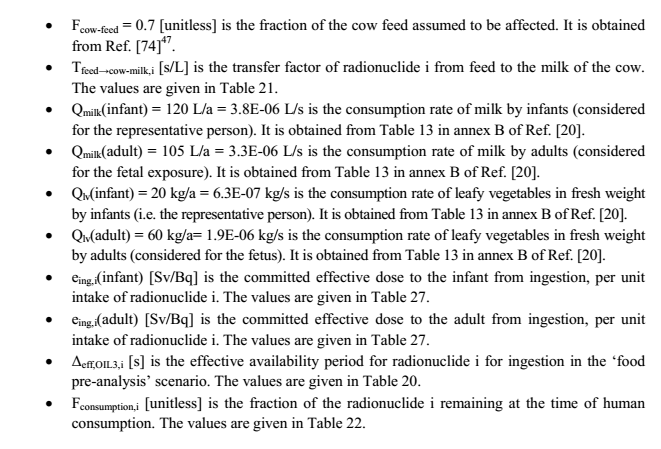 • F_cow-feed = 0.7 [unitless] is the fraction of the cow feed assumed to be affected. It is obtained
from Ref. [74]⁴⁷.
• T_feed→cow-milk,i [s/L] is the transfer factor of radionuclide i from feed to the milk of the cow.
The values are given in Table 21.
• Q_milk(infant) = 120 L/a = 3.8E-06 L/s is the consumption rate of milk by infants (considered
for the representative person). It is obtained from Table 13 in annex B of Ref. [20].
• Q_milk(adult) = 105 L/a = 3.3E-06 L/s is the consumption rate of milk by adults (considered
for the fetal exposure). It is obtained from Table 13 in annex B of Ref. [20].
• Q_lv(infant) = 20 kg/a = 6.3E-07 kg/s is the consumption rate of leafy vegetables in fresh weight
by infants (i.e. the representative person). It is obtained from Table 13 in annex B of Ref. [20].
• Q_lv(adult) = 60 kg/a= 1.9E-06 kg/s is the consumption rate of leafy vegetables in fresh weight
by adults (considered for the fetus). It is obtained from Table 13 in annex B of Ref. [20].
• e_ing,i(infant) [Sv/Bq] is the committed effective dose to the infant from ingestion, per unit
intake of radionuclide i. The values are given in Table 27.
• e_ing,i(adult) [Sv/Bq] is the committed effective dose to the adult from ingestion, per unit
intake of radionuclide i. The values are given in Table 27.
• Δ_eff,OIL3,i [s] is the effective availability period for radionuclide i for ingestion in the ‘food
pre-analysis’ scenario. The values are given in Table 20.
• F_consumption,i [unitless] is the fraction of the radionuclide i remaining at the time of human
consumption. The values are given in Table 22.